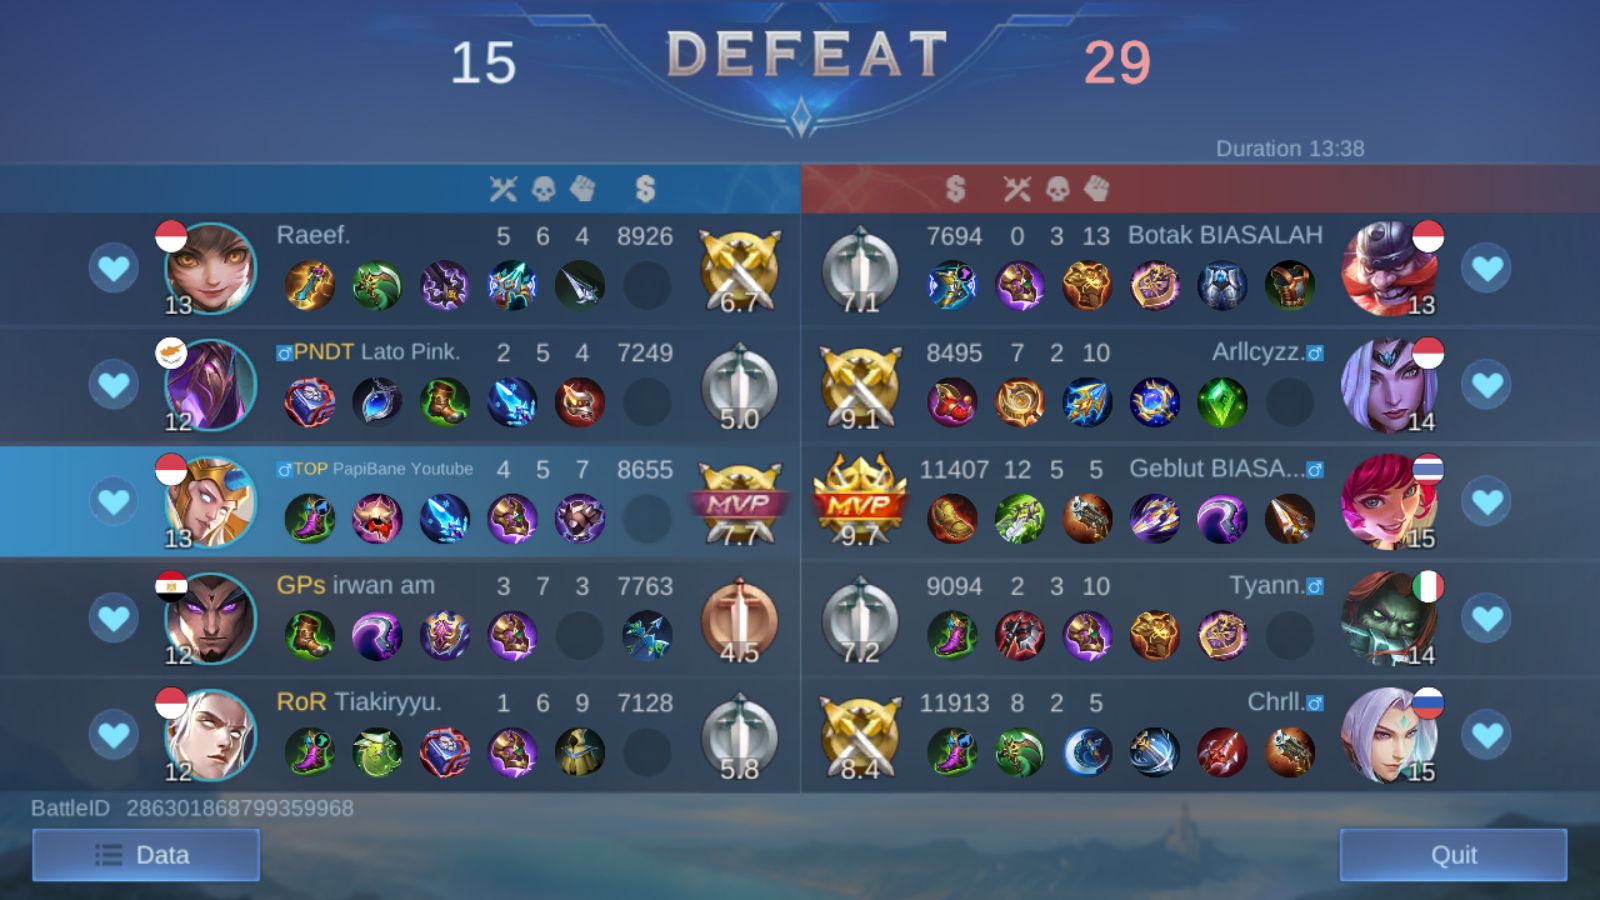 15 DEFEAT 29
Duration 13:38
Raeef. 5 6 4 8926
13 6.7
7694 0 3 13 Botak BIASALAH
7.1 13
PNDT Lato Pink. 2 5 4 7249
12 5.0
8495 7 2 10 Arllcyzz.
9.1 14
TOP PapiBane Youtube 4 5 7 8655
MVP
13 7.7
11407 12 5 5 Geblut BIASA...
MVP
9.7 15
GPs irwan am 3 7 3 7763
12 4.5
9094 2 3 10 Tyann.
7.2 14
RoR Tiakiryyu. 1 6 9 7128
12 5.8
11913 8 2 5 Chrll.
8.4 15
BattleID 286301868799359968
Data
Quit